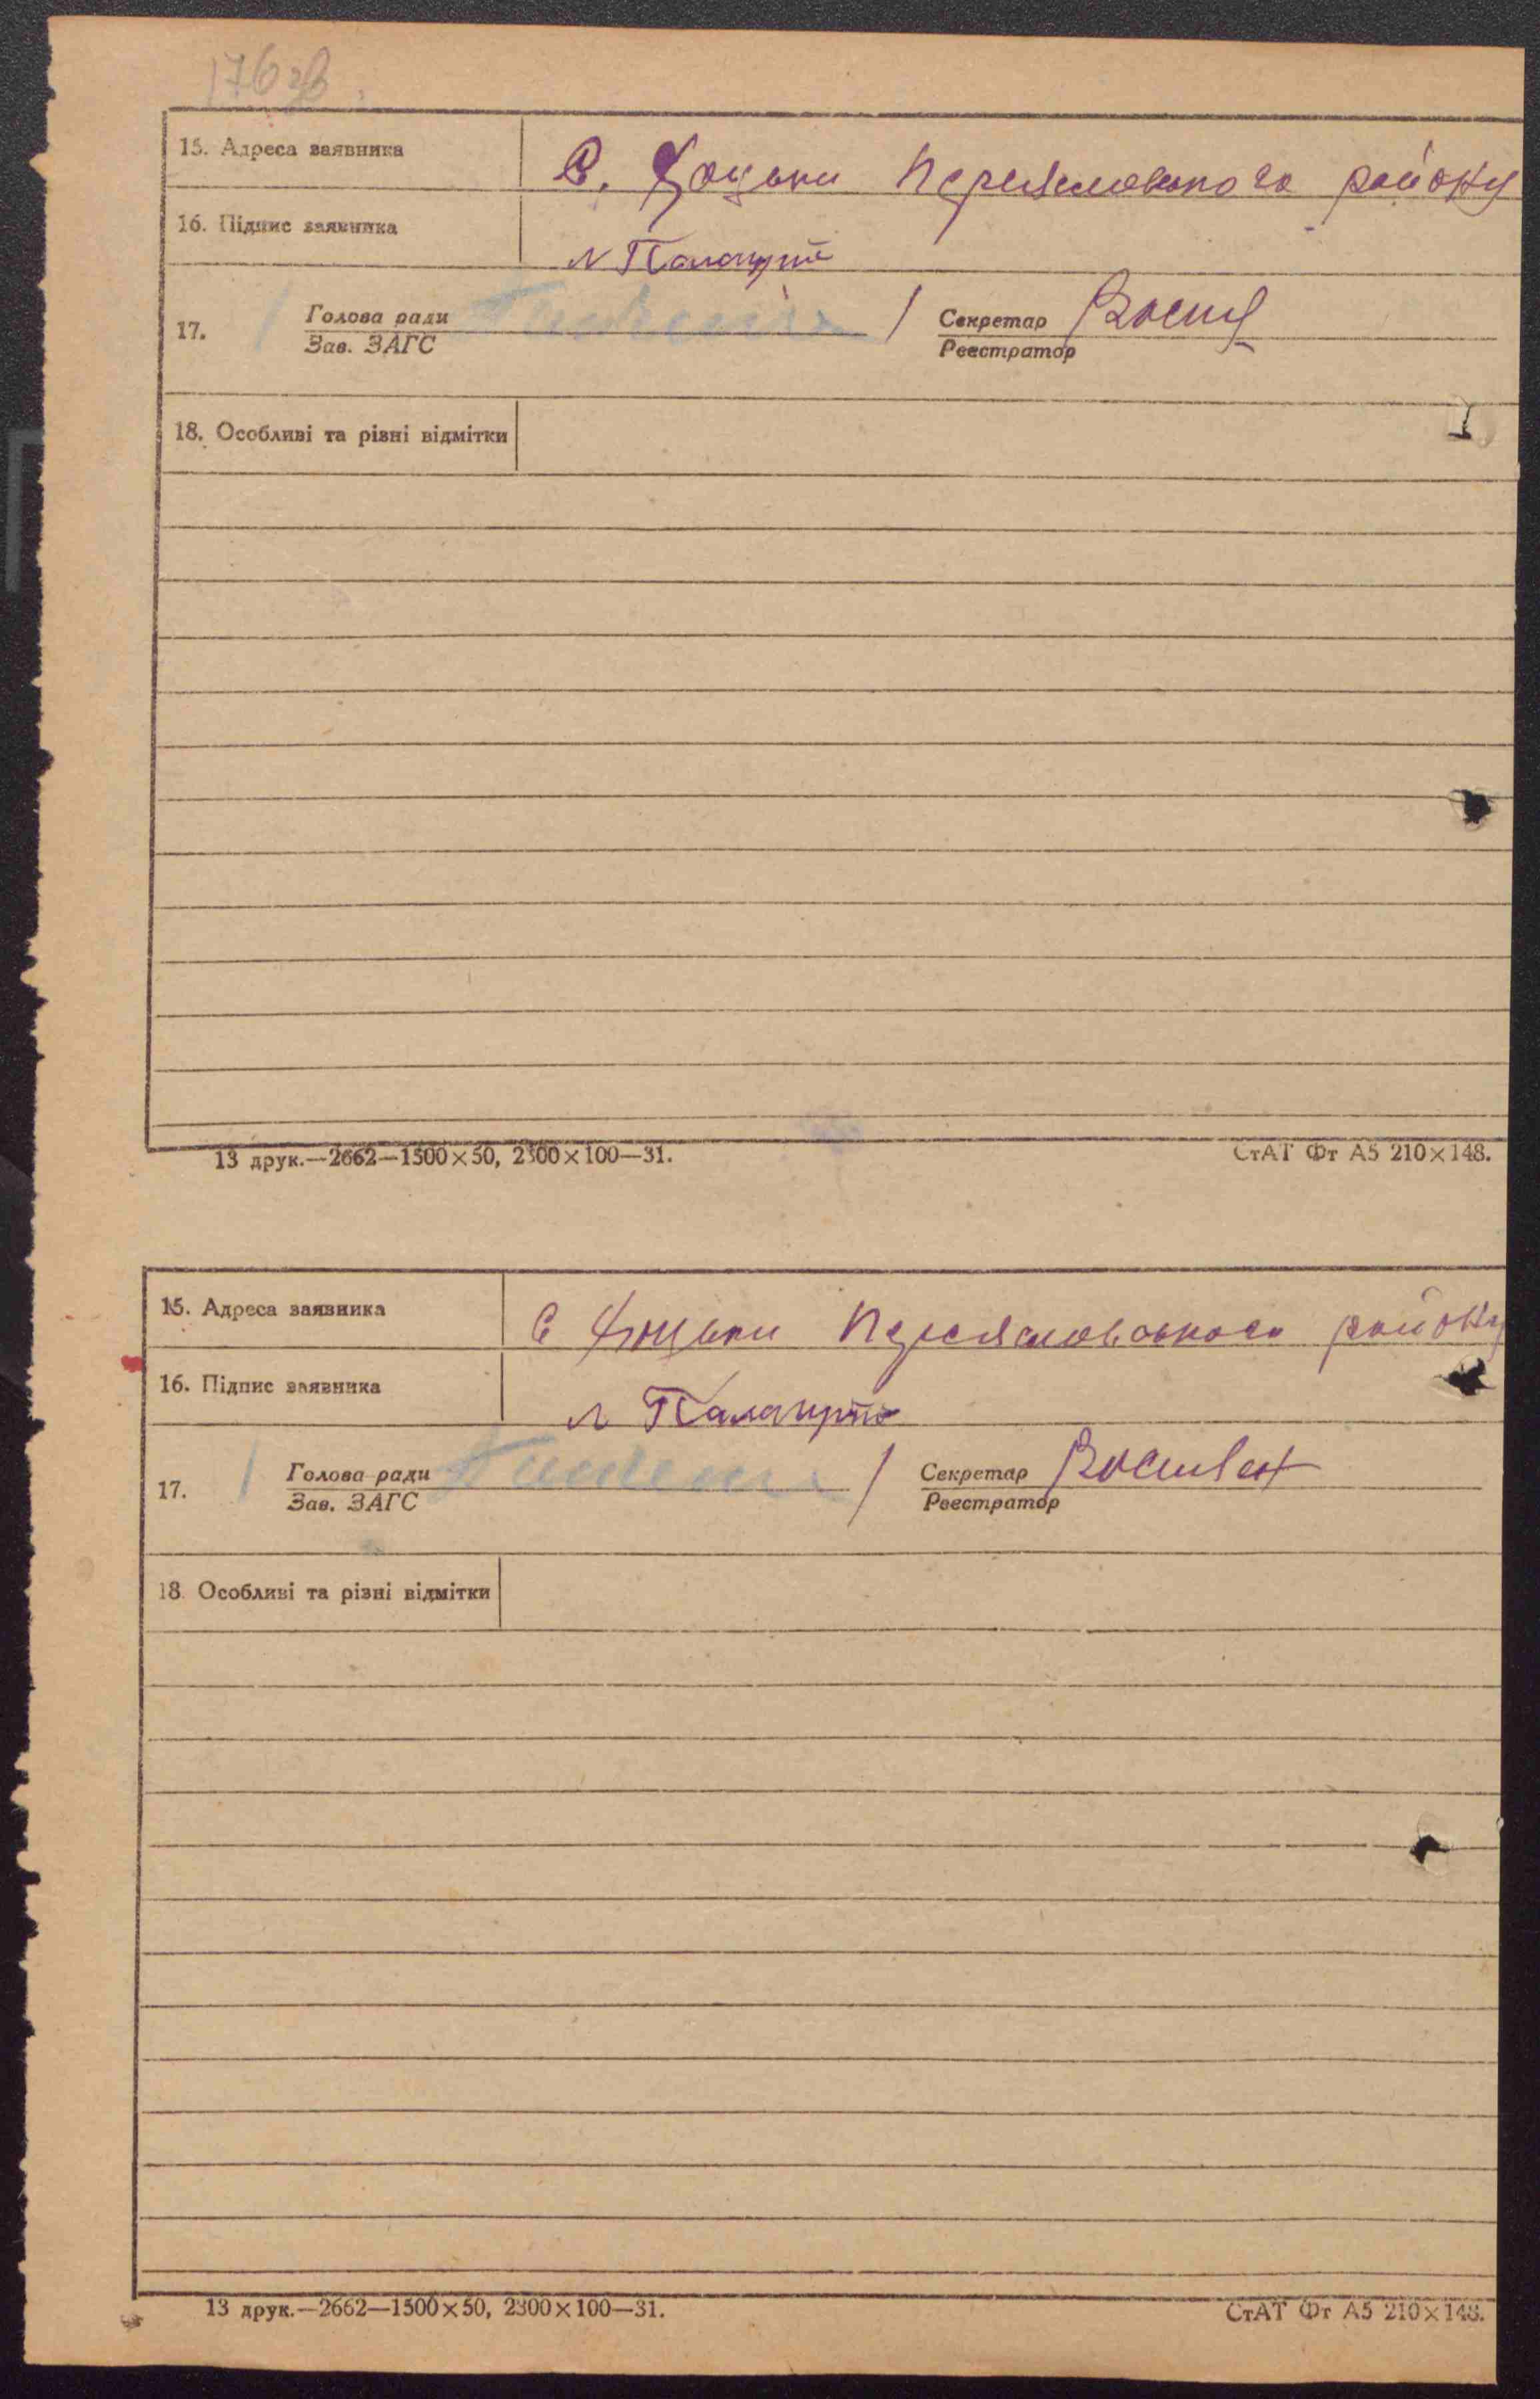 176зв
15. Адреса заявника С. Хоцьки Переяславського району
16. Підпис заявника
17. Голова ради Секретар
Зав. ЗАГС Реєстратор
18. Особливі та різні відмітки
13 друк.—2662—1500×50, 2300×100—31. СтАТ Фт А5 210×148.
15. Адреса заявника С Хоцьки Переяславського району
16. Підпис заявника
17. Голова ради Секретар
Зав. ЗАГС Реєстратор
18. Особливі та різні відмітки
13 друк.—2662—1500×50, 2300×100—31. СтАТ Фт А5 210×148.